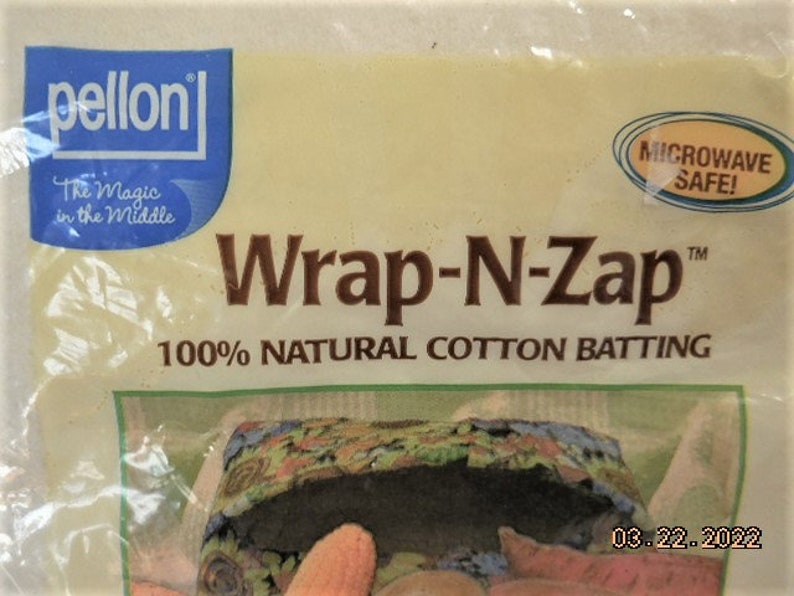 pellon®
The Magic
in the Middle
MICROWAVE
SAFE!
Wrap-N-Zap™
100% NATURAL COTTON BATTING
03.22.2022